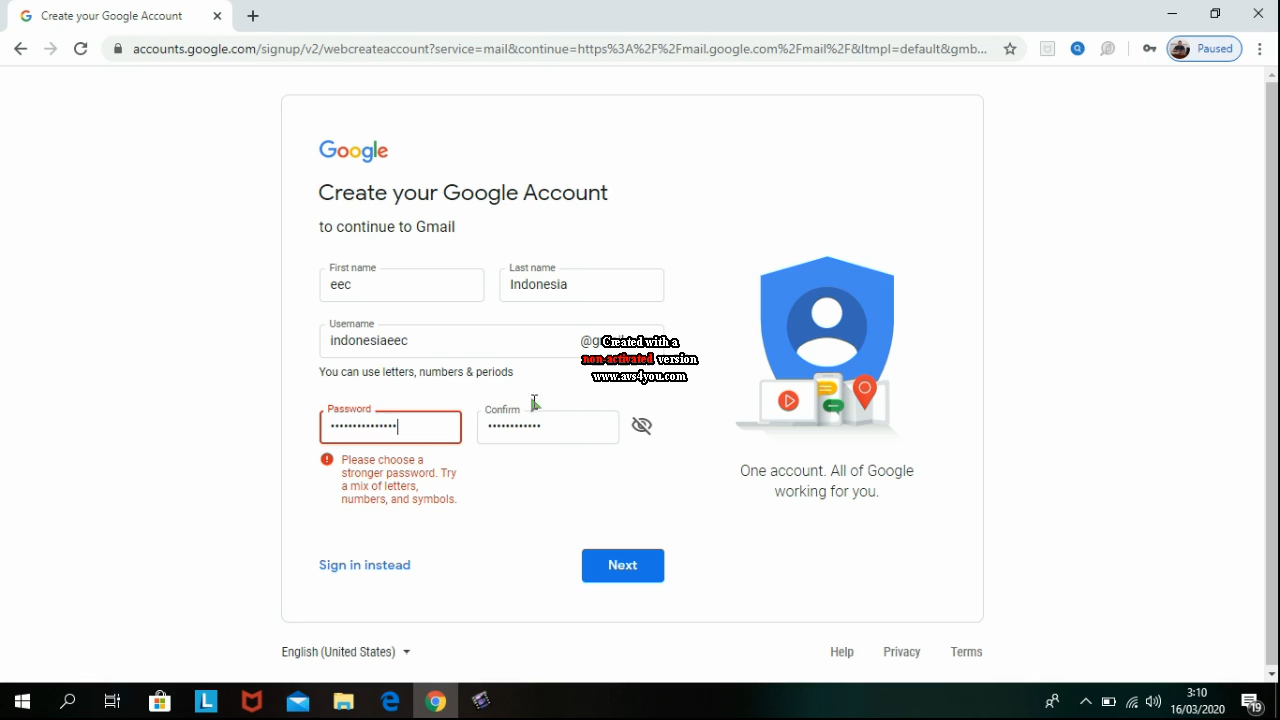 Create your Google Account
accounts.google.com/signup/v2/webcreateaccount?service=mail&continue=https%3A%2F%2Fmail.google.com%2Fmail%2F&ltmpl=default&gmb...
Paused
Google
Create your Google Account
to continue to Gmail
First name
eec
Last name
Indonesia
Username
indonesiaeec
Created with a
non-activated version
www.avs4you.com
You can use letters, numbers & periods
Password
Confirm
Please choose a
stronger password. Try
a mix of letters,
numbers, and symbols.
One account. All of Google
working for you.
Sign in instead
Next
English (United States)
Help
Privacy
Terms
L
3:10
16/03/2020
19